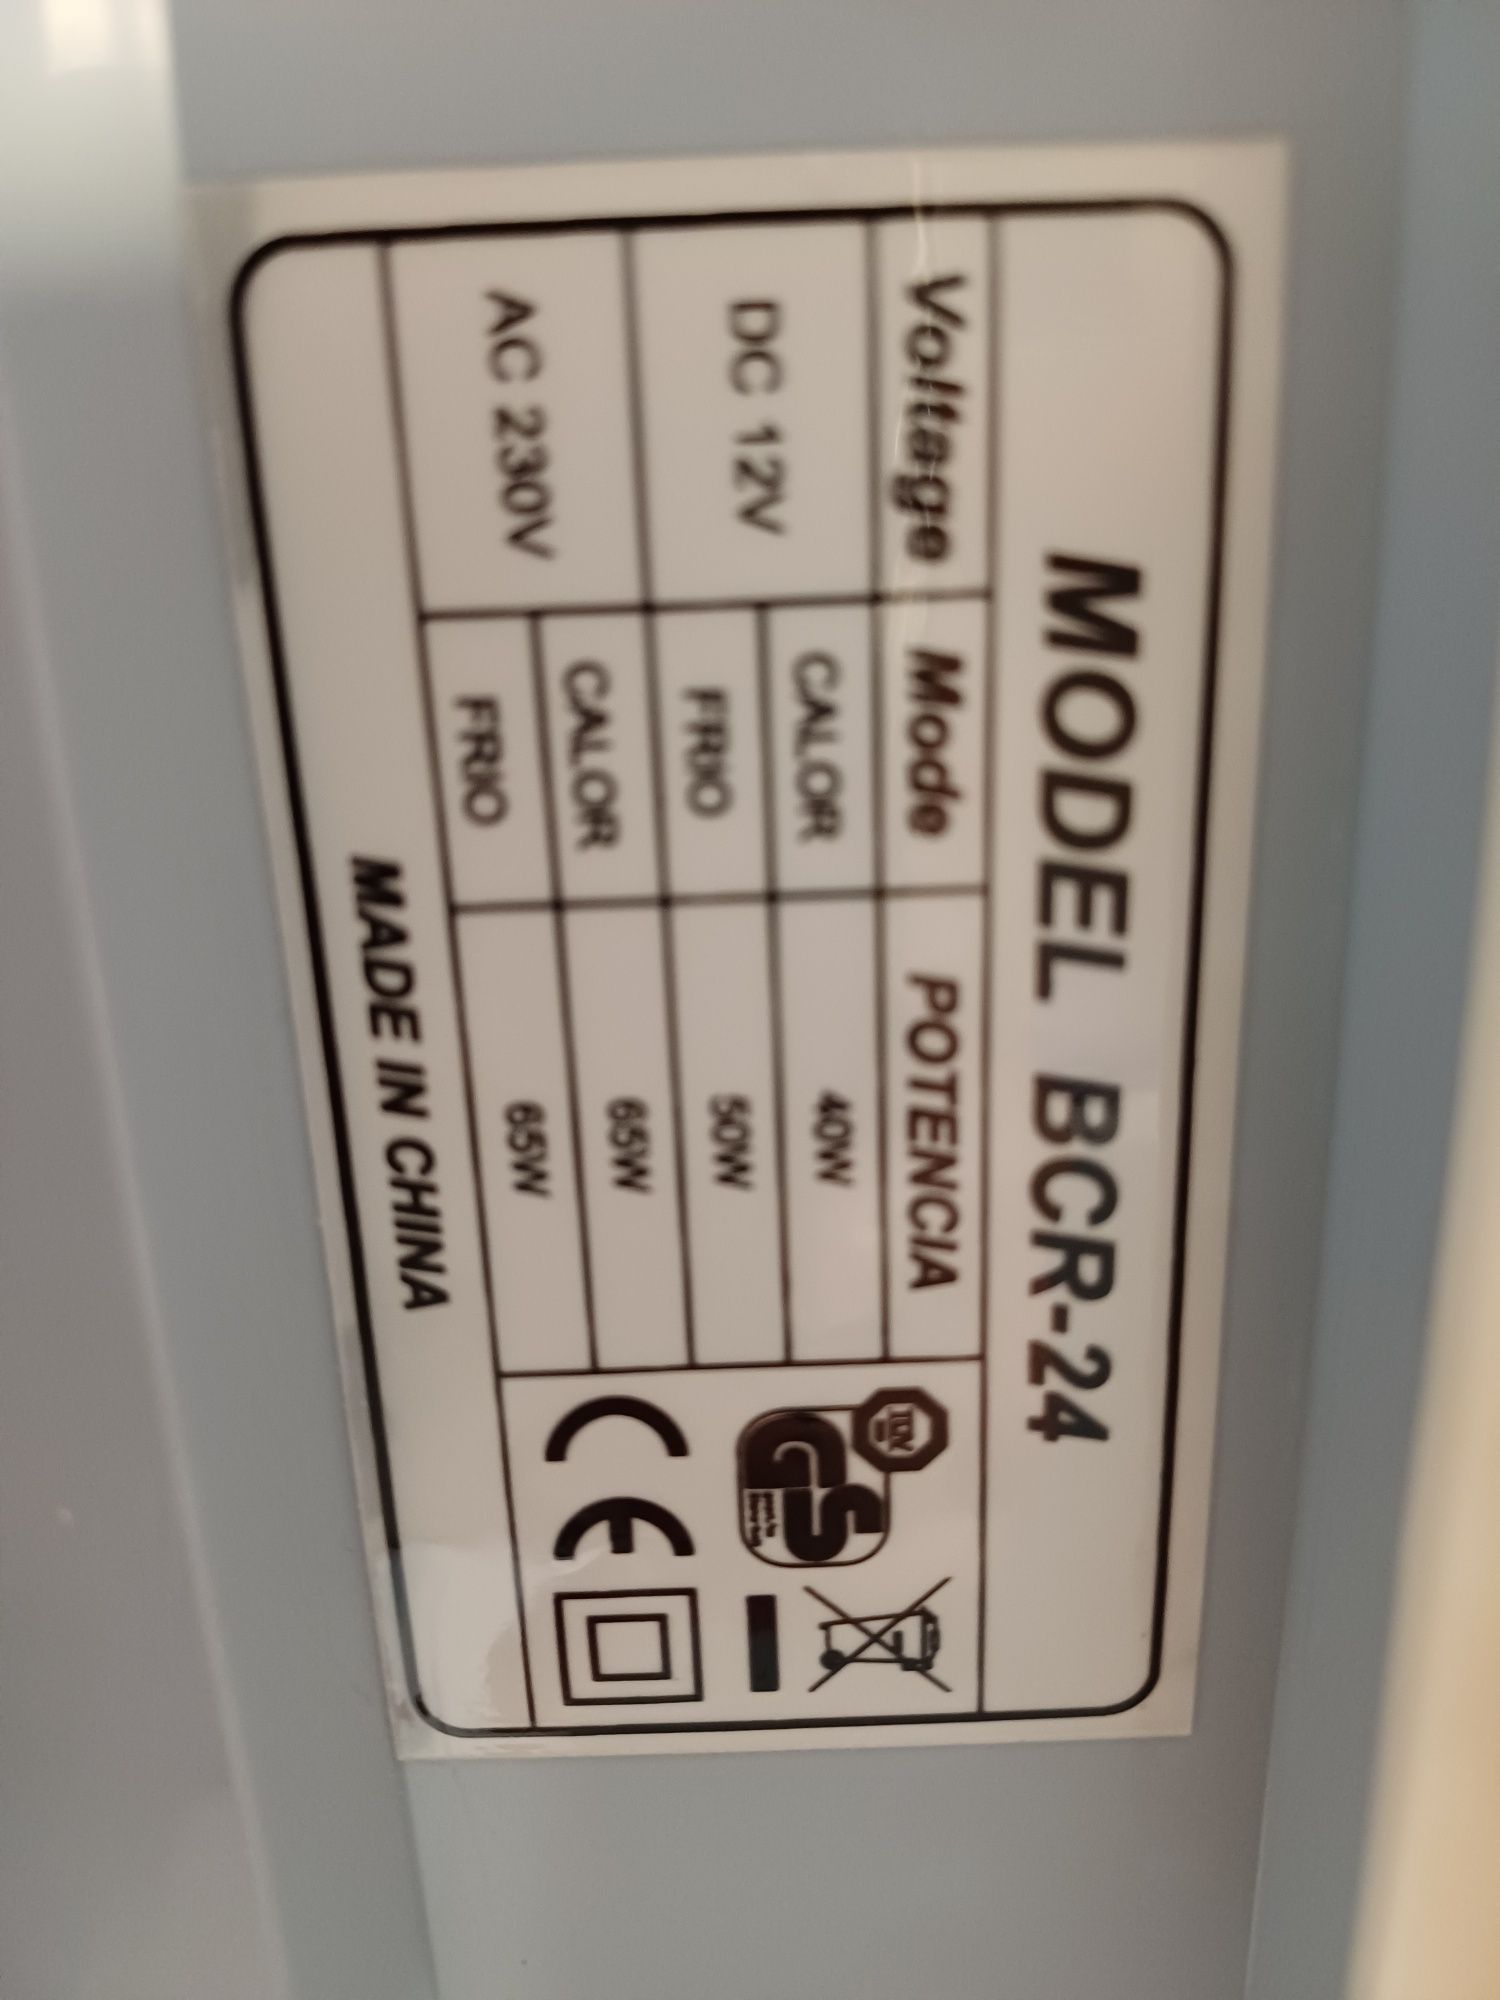 MODEL BCR-24
Voltage Mode POTENCIA
DC 12V CALOR 40W
FRIO 50W
AC 230V CALOR 65W
FRIO 65W
TÜV
GS
CE
MADE IN CHINA